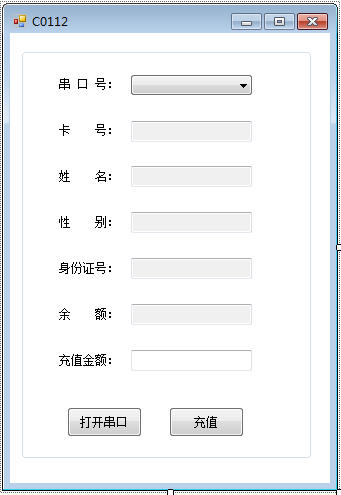 C0112
串 口 号：
卡 号：
姓 名：
性 别：
身份证号：
余 额：
充值金额：
打开串口 充值